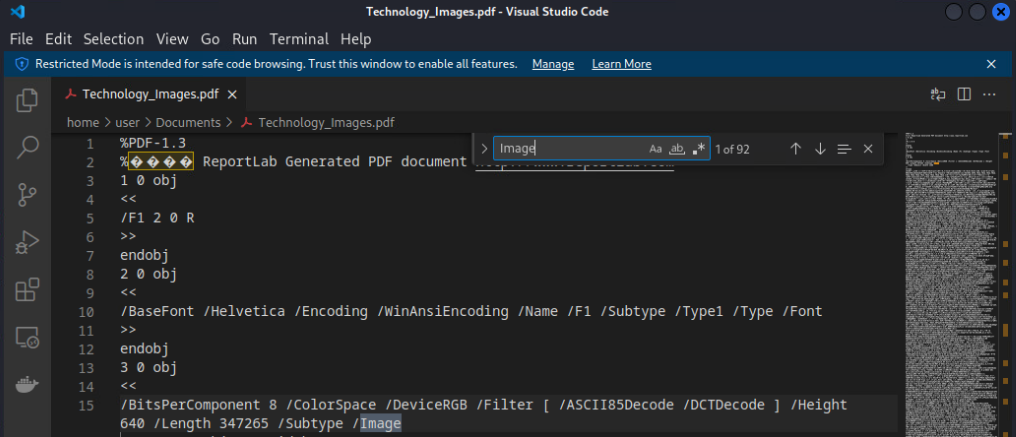 Technology_Images.pdf - Visual Studio Code
File Edit Selection View Go Run Terminal Help
Restricted Mode is intended for safe code browsing. Trust this window to enable all features. Manage Learn More
Technology_Images.pdf
home > user > Documents > Technology_Images.pdf
Image Aa ab .* 1 of 92
1 %PDF-1.3
2 %���� ReportLab Generated PDF document
3 1 0 obj
4 <<
5 /F1 2 0 R
6 >>
7 endobj
8 2 0 obj
9 <<
10 /BaseFont /Helvetica /Encoding /WinAnsiEncoding /Name /F1 /Subtype /Type1 /Type /Font
11 >>
12 endobj
13 3 0 obj
14 <<
15 /BitsPerComponent 8 /ColorSpace /DeviceRGB /Filter [ /ASCII85Decode /DCTDecode ] /Height
640 /Length 347265 /Subtype /Image